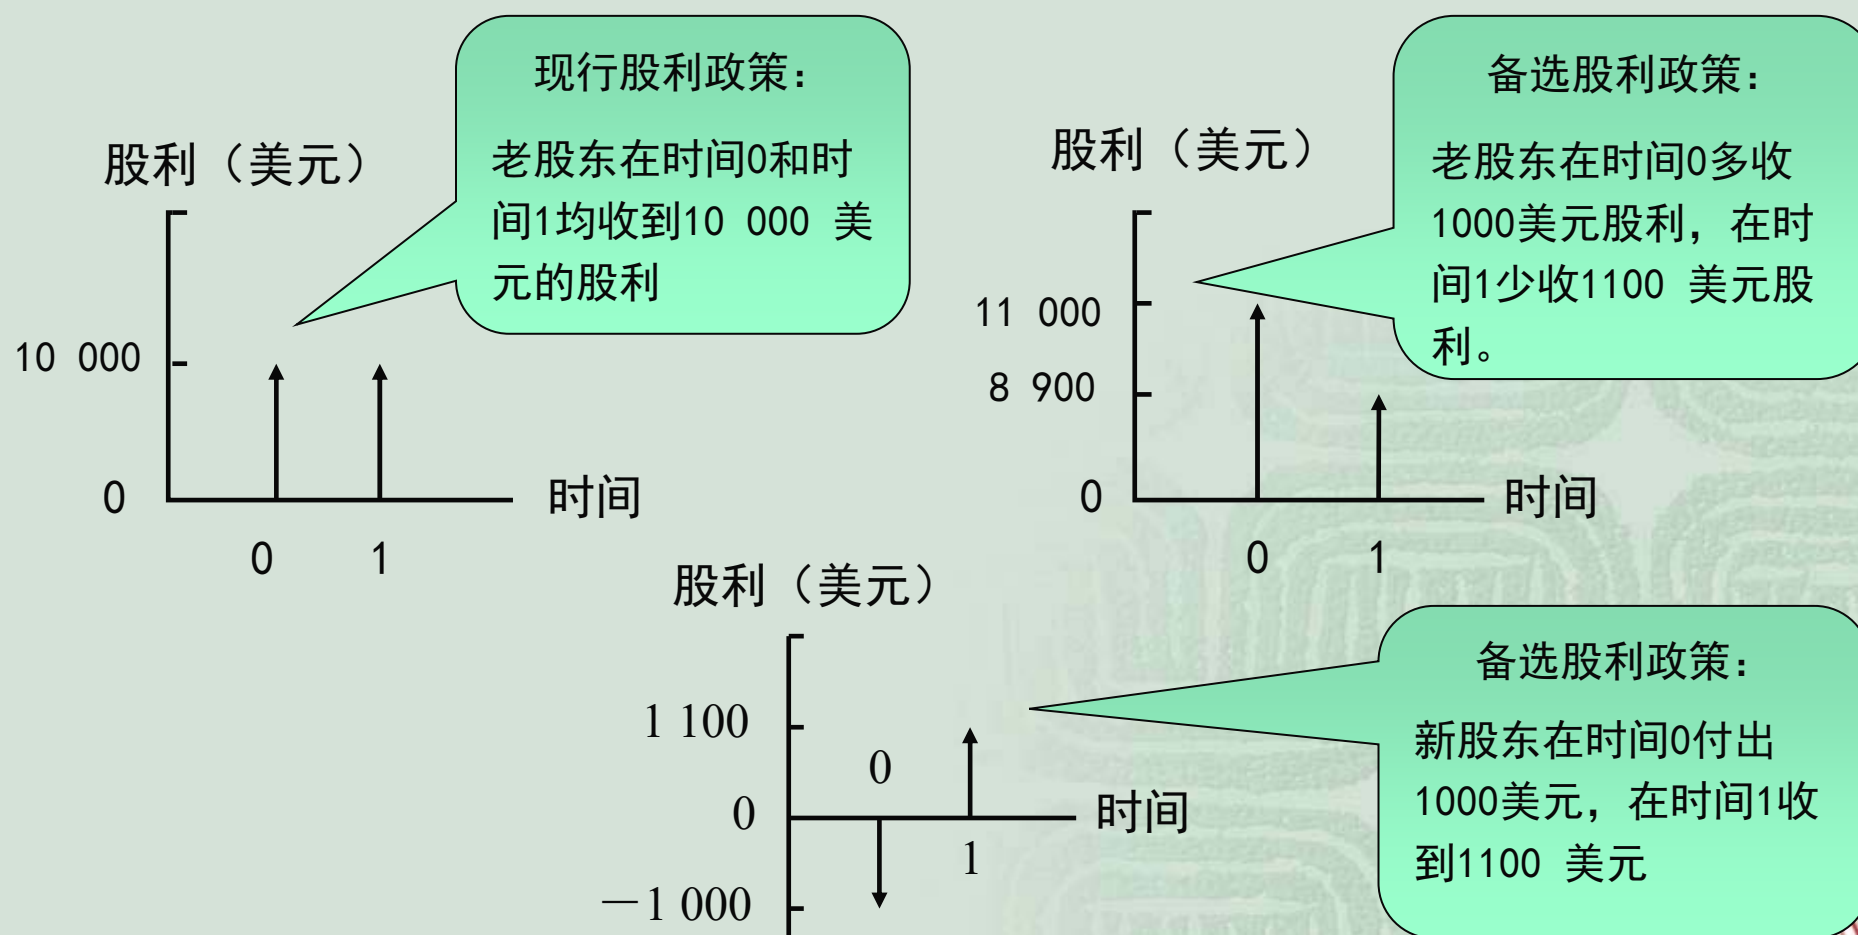 现行股利政策：
老股东在时间0和时
间1均收到10 000 美
元的股利
股利（美元）
10 000
0
时间
0 1
备选股利政策：
老股东在时间0多收
1000美元股利，在时
间1少收1100 美元股
利。
股利（美元）
11 000
8 900
0
时间
0 1
股利（美元）
1 100
0
0
时间
1
－1 000
备选股利政策：
新股东在时间0付出
1000美元，在时间1收
到1100 美元